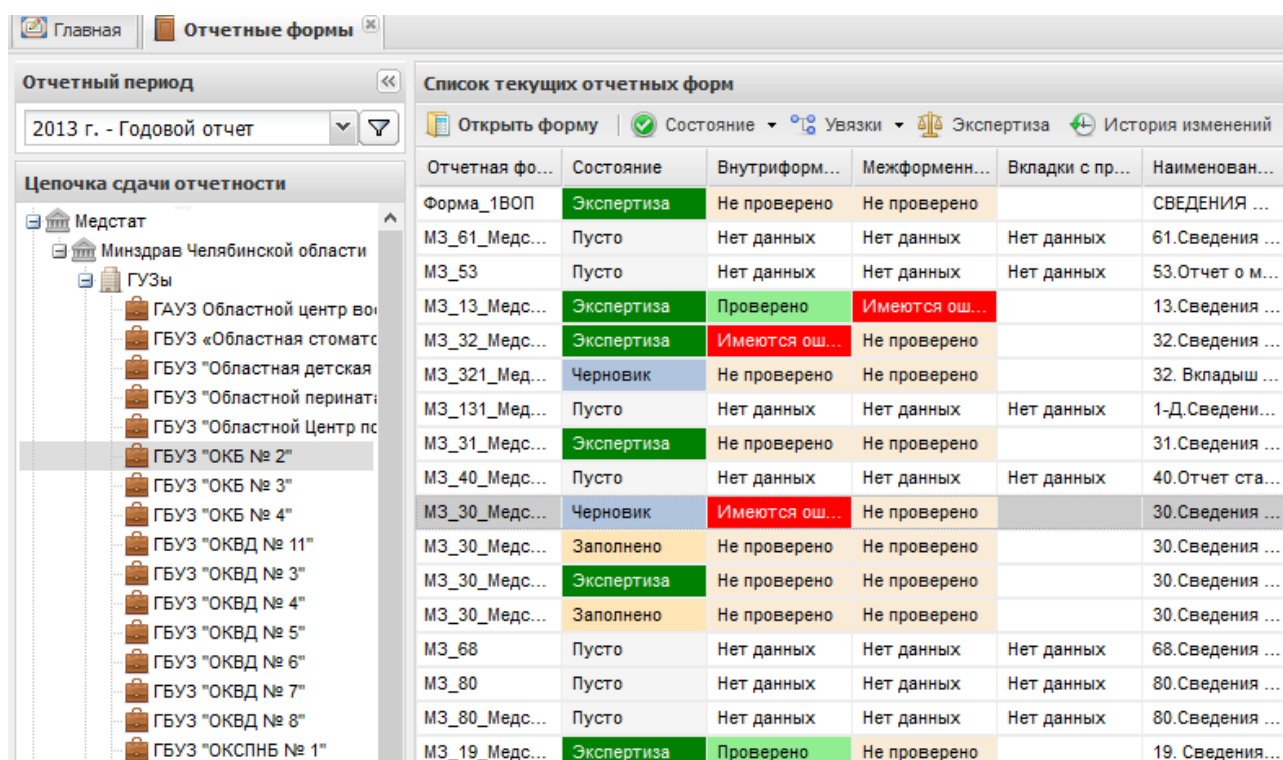 Главная Отчетные формы
Отчетный период
2013 г. - Годовой отчет
Цепочка сдачи отчетности
Медстат
Минздрав Челябинской области
ГУЗы
ГАУЗ Областной центр во
ГБУЗ «Областная стомато
ГБУЗ "Областная детская
ГБУЗ "Областной перинат
ГБУЗ "Областной Центр по
ГБУЗ "ОКБ № 2"
ГБУЗ "ОКБ № 3"
ГБУЗ "ОКБ № 4"
ГБУЗ "ОКВД № 11"
ГБУЗ "ОКВД № 3"
ГБУЗ "ОКВД № 4"
ГБУЗ "ОКВД № 5"
ГБУЗ "ОКВД № 6"
ГБУЗ "ОКВД № 7"
ГБУЗ "ОКВД № 8"
ГБУЗ "ОКСПНБ № 1"
Список текущих отчетных форм
Открыть форму Состояние Увязки Экспертиза История изменений
Отчетная фо... Состояние Внутриформ... Межформенн... Вкладки с пр... Наименован...
Форма_1ВОП Экспертиза Не проверено Не проверено СВЕДЕНИЯ ...
МЗ_61_Медс... Пусто Нет данных Нет данных Нет данных 61.Сведения ...
МЗ_53 Пусто Нет данных Нет данных Нет данных 53.Отчет о м...
МЗ_13_Медс... Экспертиза Проверено Имеются ош... 13.Сведения ...
МЗ_32_Медс... Экспертиза Имеются ош... Не проверено 32.Сведения ...
МЗ_321_Мед... Черновик Не проверено Не проверено 32. Вкладыш ...
МЗ_131_Мед... Пусто Нет данных Нет данных Нет данных 1-Д.Сведени...
МЗ_31_Медс... Экспертиза Не проверено Не проверено 31.Сведения ...
МЗ_40_Медс... Пусто Нет данных Нет данных Нет данных 40.Отчет ста...
МЗ_30_Медс... Черновик Имеются ош... Не проверено 30.Сведения ...
МЗ_30_Медс... Заполнено Не проверено Не проверено 30.Сведения ...
МЗ_30_Медс... Экспертиза Не проверено Не проверено 30.Сведения ...
МЗ_30_Медс... Заполнено Не проверено Не проверено 30.Сведения ...
МЗ_68 Пусто Нет данных Нет данных Нет данных 68.Сведения ...
МЗ_80 Пусто Нет данных Нет данных Нет данных 80.Сведения ...
МЗ_80_Медс... Пусто Нет данных Нет данных Нет данных 80.Сведения ...
МЗ_19_Медс... Экспертиза Проверено Не проверено 19. Сведения...